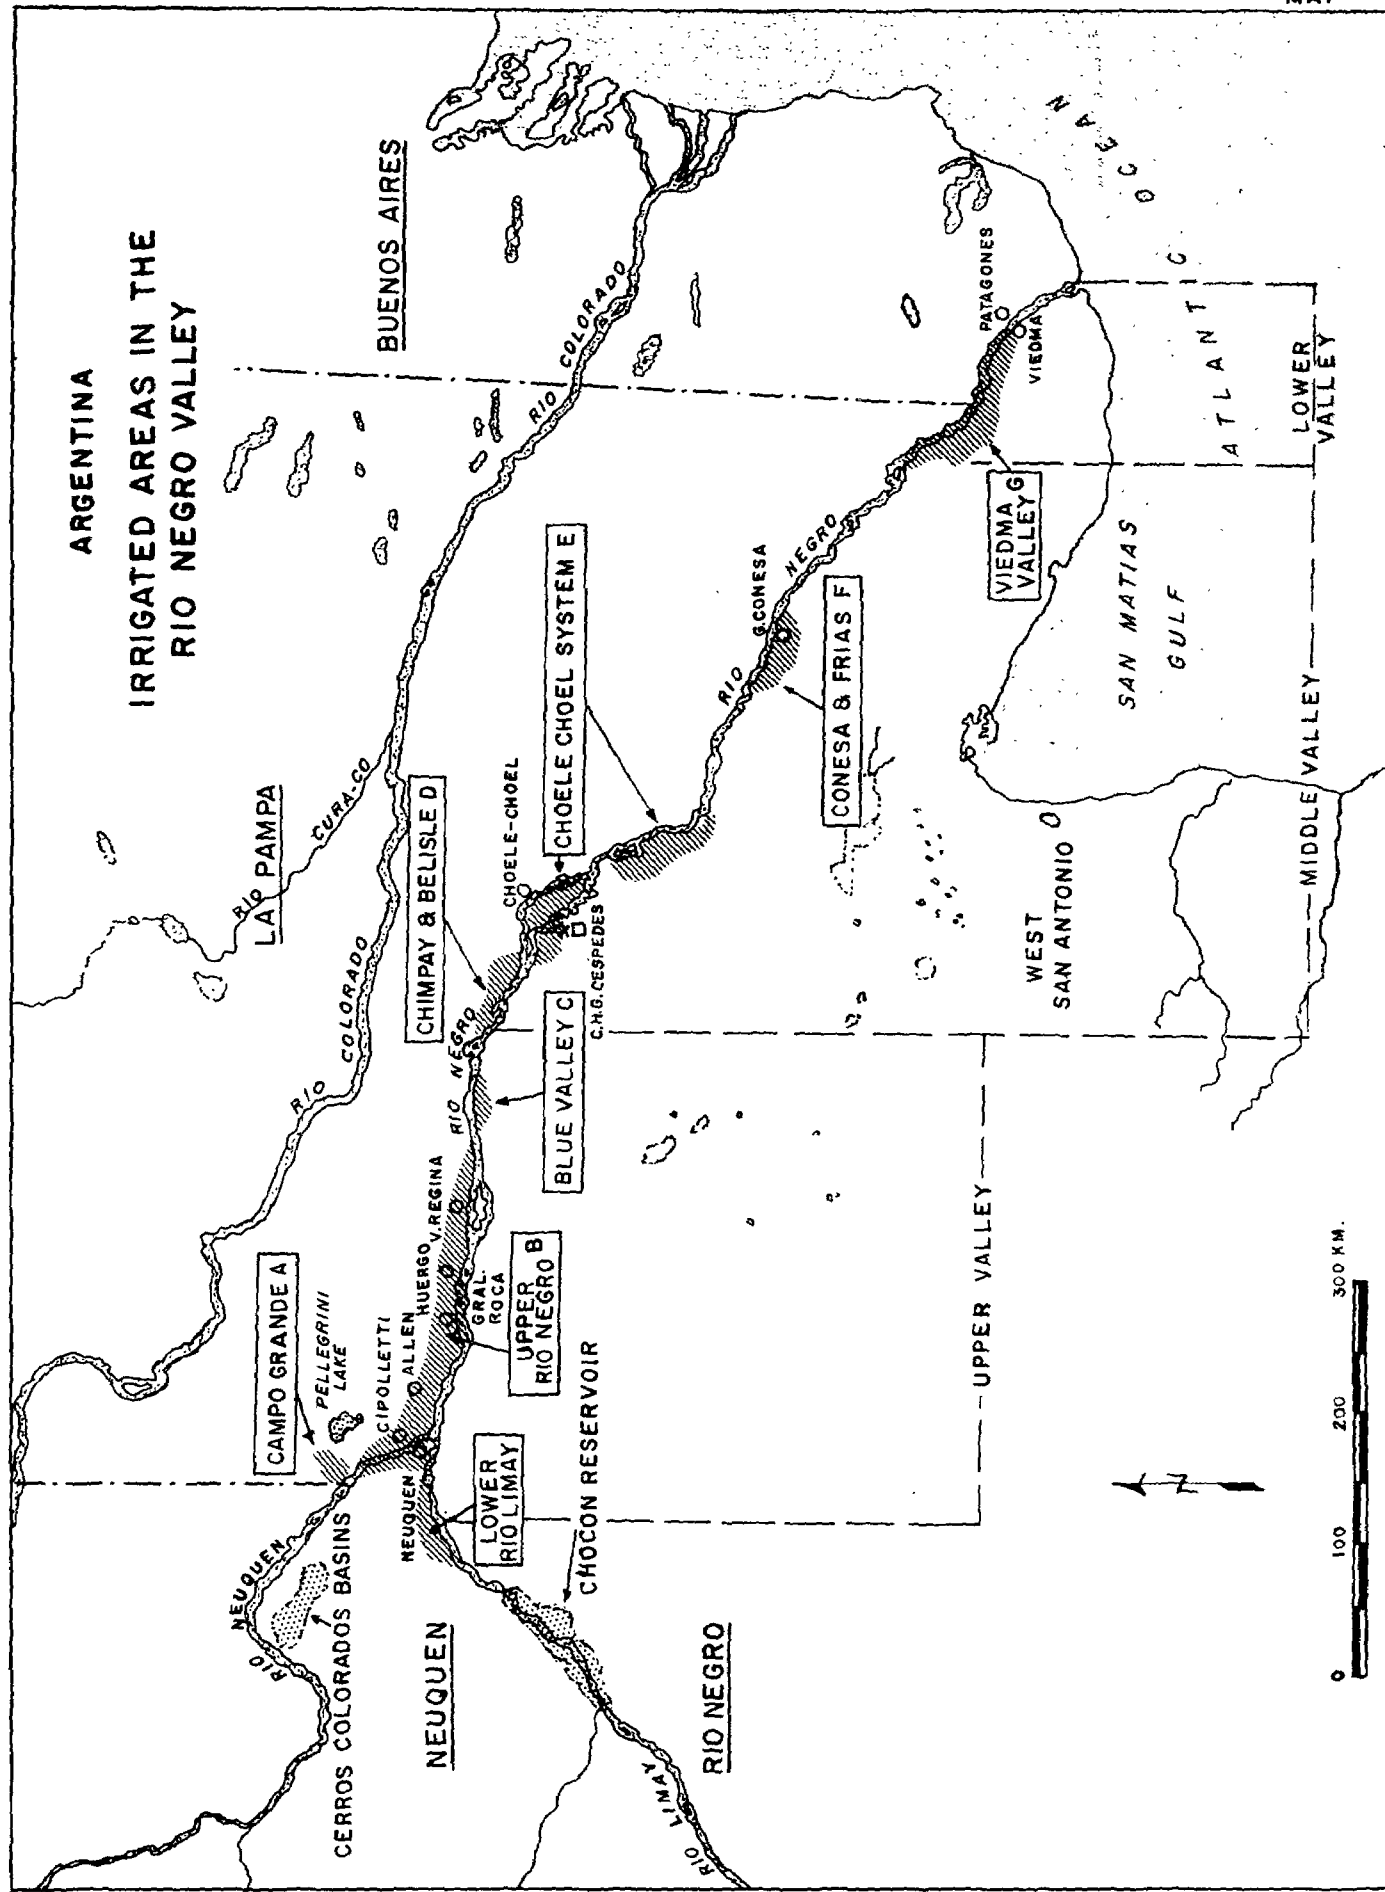 MAP
ARGENTINA
IRRIGATED AREAS IN THE
RIO NEGRO VALLEY
BUENOS AIRES
LA PAMPA
NEUQUEN
RIO NEGRO
RIO NEUQUEN
CERROS COLORADOS BASINS
CAMPO GRANDE A
PELLEGRINI
LAKE
RIO COLORADO
RIO CURA-CO
RIO COLORADO
CIPOLLETTI
ALLEN
HUERGO
V. REGINA
GRAL.
ROCA
NEUQUEN
LOWER
RIO LIMAY
UPPER
RIO NEGRO B
CHOCON RESERVOIR
RIO LIMAY
RIO NEGRO
CHIMPAY & BELISLE D
BLUE VALLEY C
CHOELE-CHOEL
C.H.G. CESPEDES
CHOELE CHOEL SYSTEM E
RIO NEGRO
G.CONESA
CONESA & FRIAS F
PATAGONES
VIEDMA
VIEDMA
VALLEY G
WEST
SAN ANTONIO
SAN MATIAS
GULF
ATLANTIC OCEAN
UPPER VALLEY
MIDDLE VALLEY
LOWER
VALLEY
N
0 100 200 300 KM.